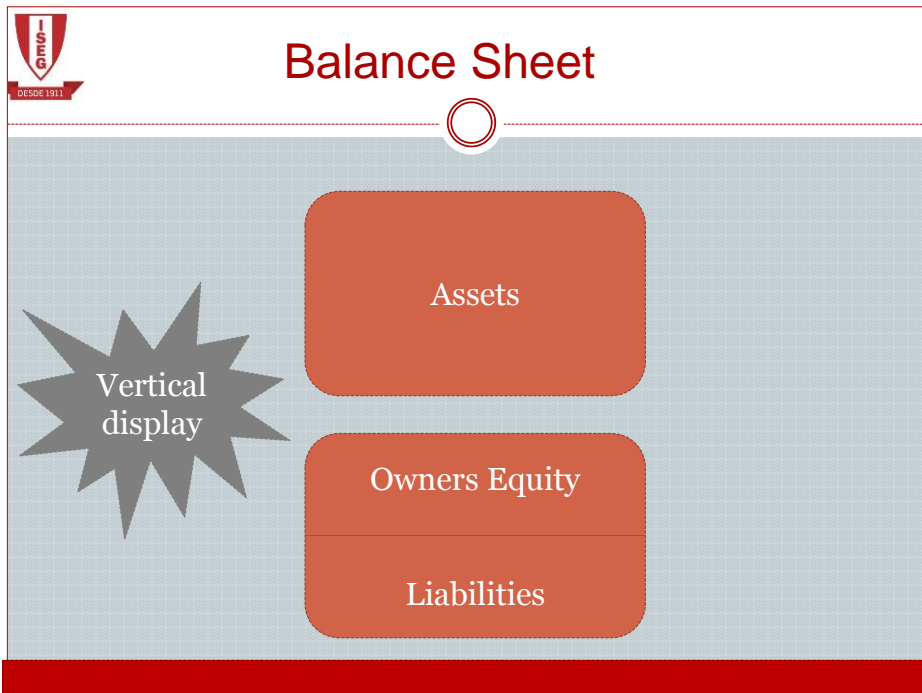 ISEG
DESDE 1911
Balance Sheet
Assets
Vertical
display
Owners Equity
Liabilities